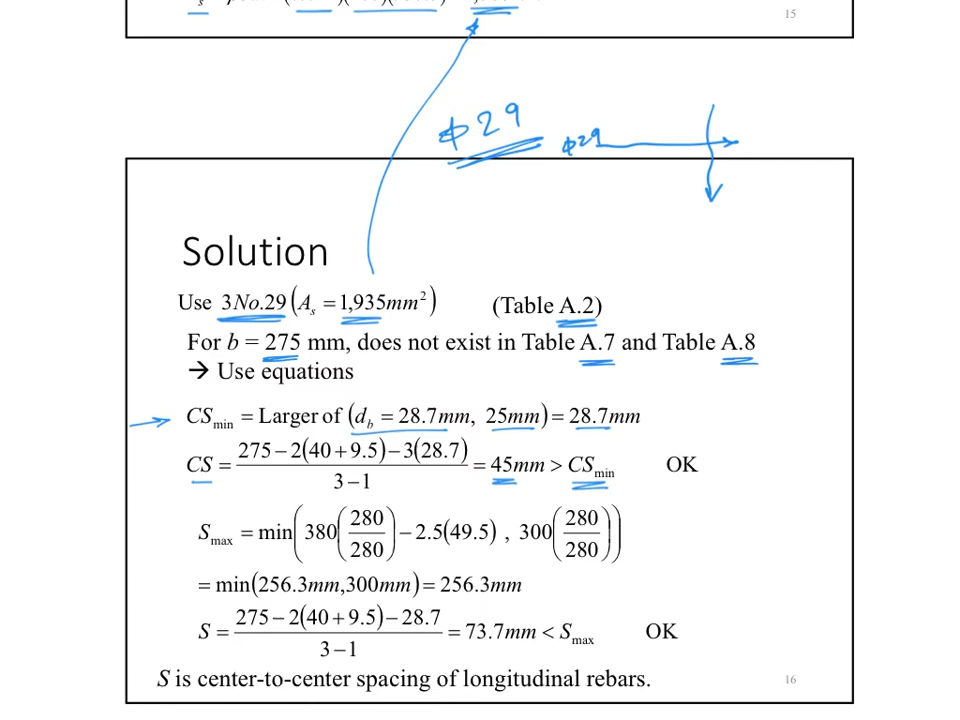 15
ϕ29
ϕ29
Solution
Use 3No.29(A_s = 1,935mm²) (Table A.2)
For b = 275 mm, does not exist in Table A.7 and Table A.8
→ Use equations
CS_min = Larger of (d_b = 28.7mm, 25mm) = 28.7mm
CS = (275 − 2(40 + 9.5) − 3(28.7)) / (3 − 1) = 45mm > CS_min OK
S_max = min(380(280/280) − 2.5(49.5) , 300(280/280))
= min(256.3mm,300mm) = 256.3mm
S = (275 − 2(40 + 9.5) − 28.7) / (3 − 1) = 73.7mm < S_max OK
S is center-to-center spacing of longitudinal rebars.
16